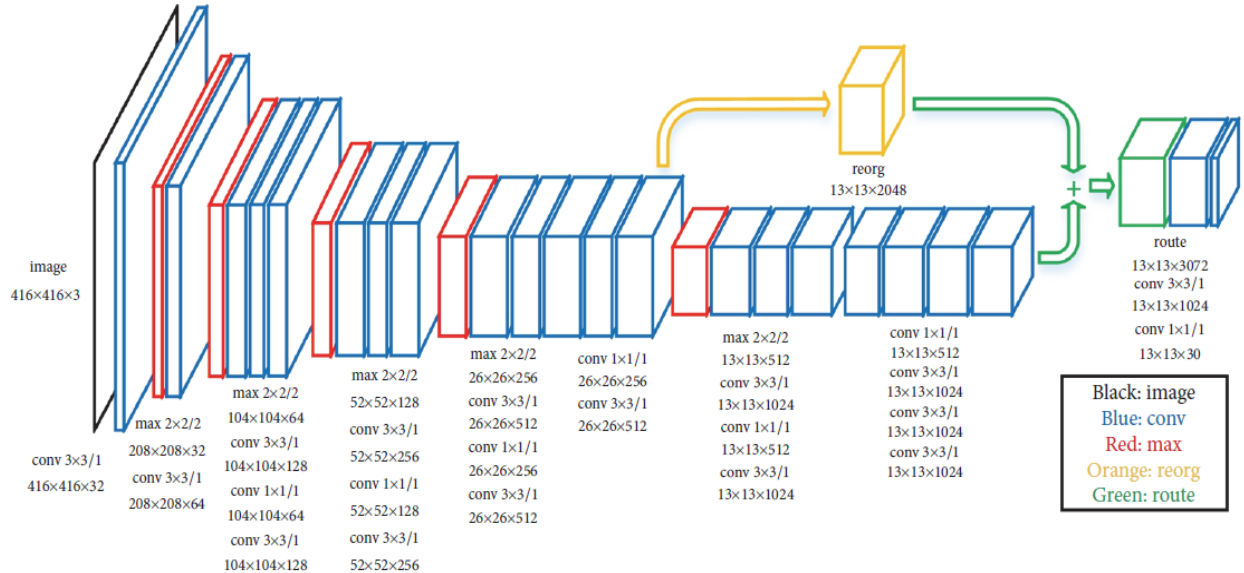 image
416×416×3
conv 3×3/1
416×416×32
max 2×2/2
208×208×32
conv 3×3/1
208×208×64
max 2×2/2
104×104×64
conv 3×3/1
104×104×128
conv 1×1/1
104×104×64
conv 3×3/1
104×104×128
max 2×2/2
52×52×128
conv 3×3/1
52×52×256
conv 1×1/1
52×52×128
conv 3×3/1
52×52×256
max 2×2/2
26×26×256
conv 3×3/1
26×26×512
conv 1×1/1
26×26×256
conv 3×3/1
26×26×512
conv 1×1/1
26×26×256
conv 3×3/1
26×26×512
reorg
13×13×2048
max 2×2/2
13×13×512
conv 3×3/1
13×13×1024
conv 1×1/1
13×13×512
conv 3×3/1
13×13×1024
conv 1×1/1
13×13×512
conv 3×3/1
13×13×1024
conv 3×3/1
13×13×1024
conv 3×3/1
13×13×1024
+
route
13×13×3072
conv 3×3/1
13×13×1024
conv 1×1/1
13×13×30
Black: image
Blue: conv
Red: max
Orange: reorg
Green: route